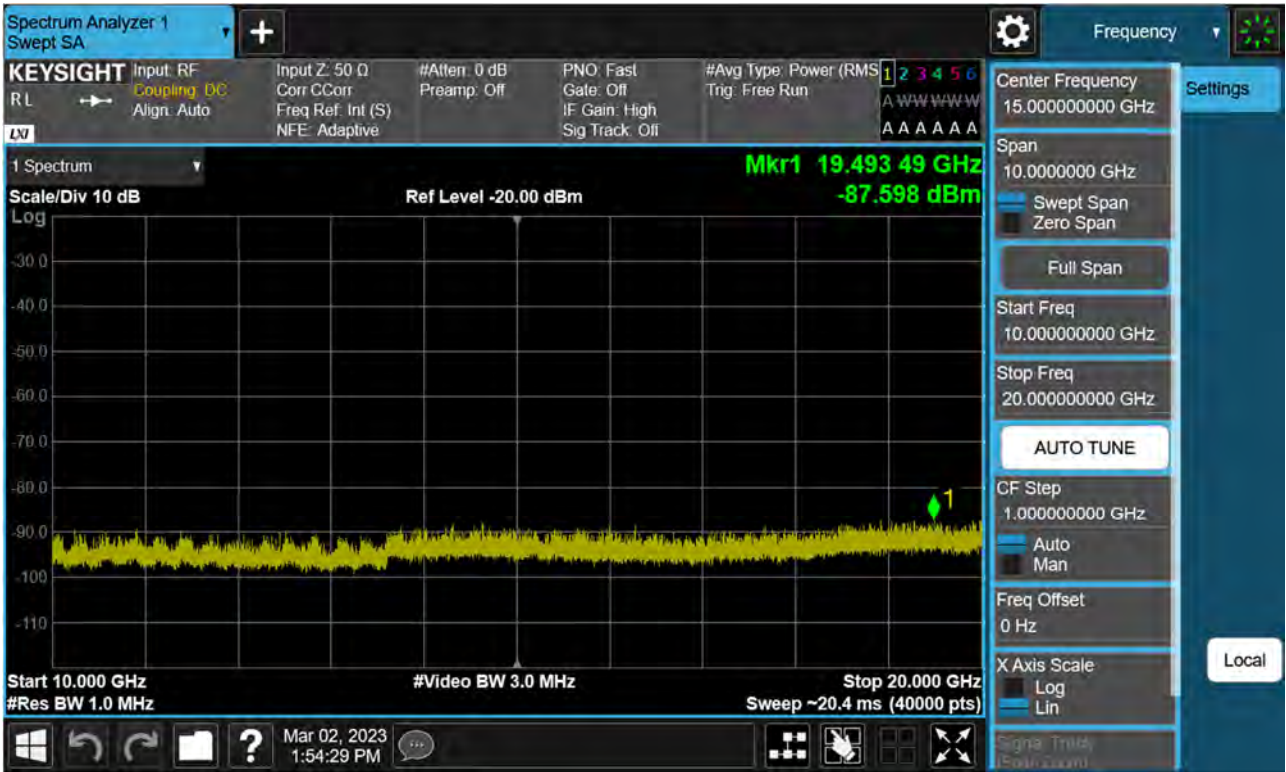 Spectrum Analyzer 1
Swept SA
+
Frequency
KEYSIGHT
R L
LXI
Input: RF
Coupling: DC
Align: Auto
Input Z: 50 Ω
Corr CCorr
Freq Ref: Int (S)
NFE: Adaptive
#Atten: 0 dB
Preamp: Off
PNO: Fast
Gate: Off
IF Gain: High
Sig Track: Off
#Avg Type: Power (RMS
Trig: Free Run
1 2 3 4 5 6
A W W W W W
A A A A A A
1 Spectrum
Scale/Div 10 dB
Ref Level -20.00 dBm
Mkr1 19.493 49 GHz
-87.598 dBm
Log
-30.0
-40.0
-50.0
-60.0
-70.0
-80.0
-90.0
-100
-110
1
Start 10.000 GHz
#Video BW 3.0 MHz
Stop 20.000 GHz
#Res BW 1.0 MHz
Sweep ~20.4 ms (40000 pts)
Center Frequency
15.000000000 GHz
Span
10.0000000 GHz
Swept Span
Zero Span
Full Span
Start Freq
10.000000000 GHz
Stop Freq
20.000000000 GHz
AUTO TUNE
CF Step
1.000000000 GHz
Auto
Man
Freq Offset
0 Hz
X Axis Scale
Log
Lin
Signal Track
(Span Zoom)
Settings
Local
?
Mar 02, 2023
1:54:29 PM